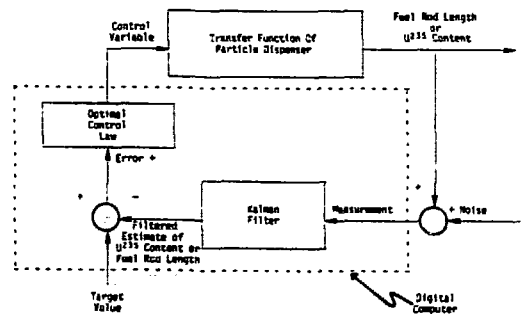 Control
Variable
Transfer Function Of
Particle Dispenser
Fuel Rod Length
or
U235 Content
Optimal
Control
Law
Error +
+
-
Kalman
Filter
Measurement
+
+ Noise
Filtered
Estimate of
U235 Content or
Fuel Rod Length
Target
Value
Digital
Computer